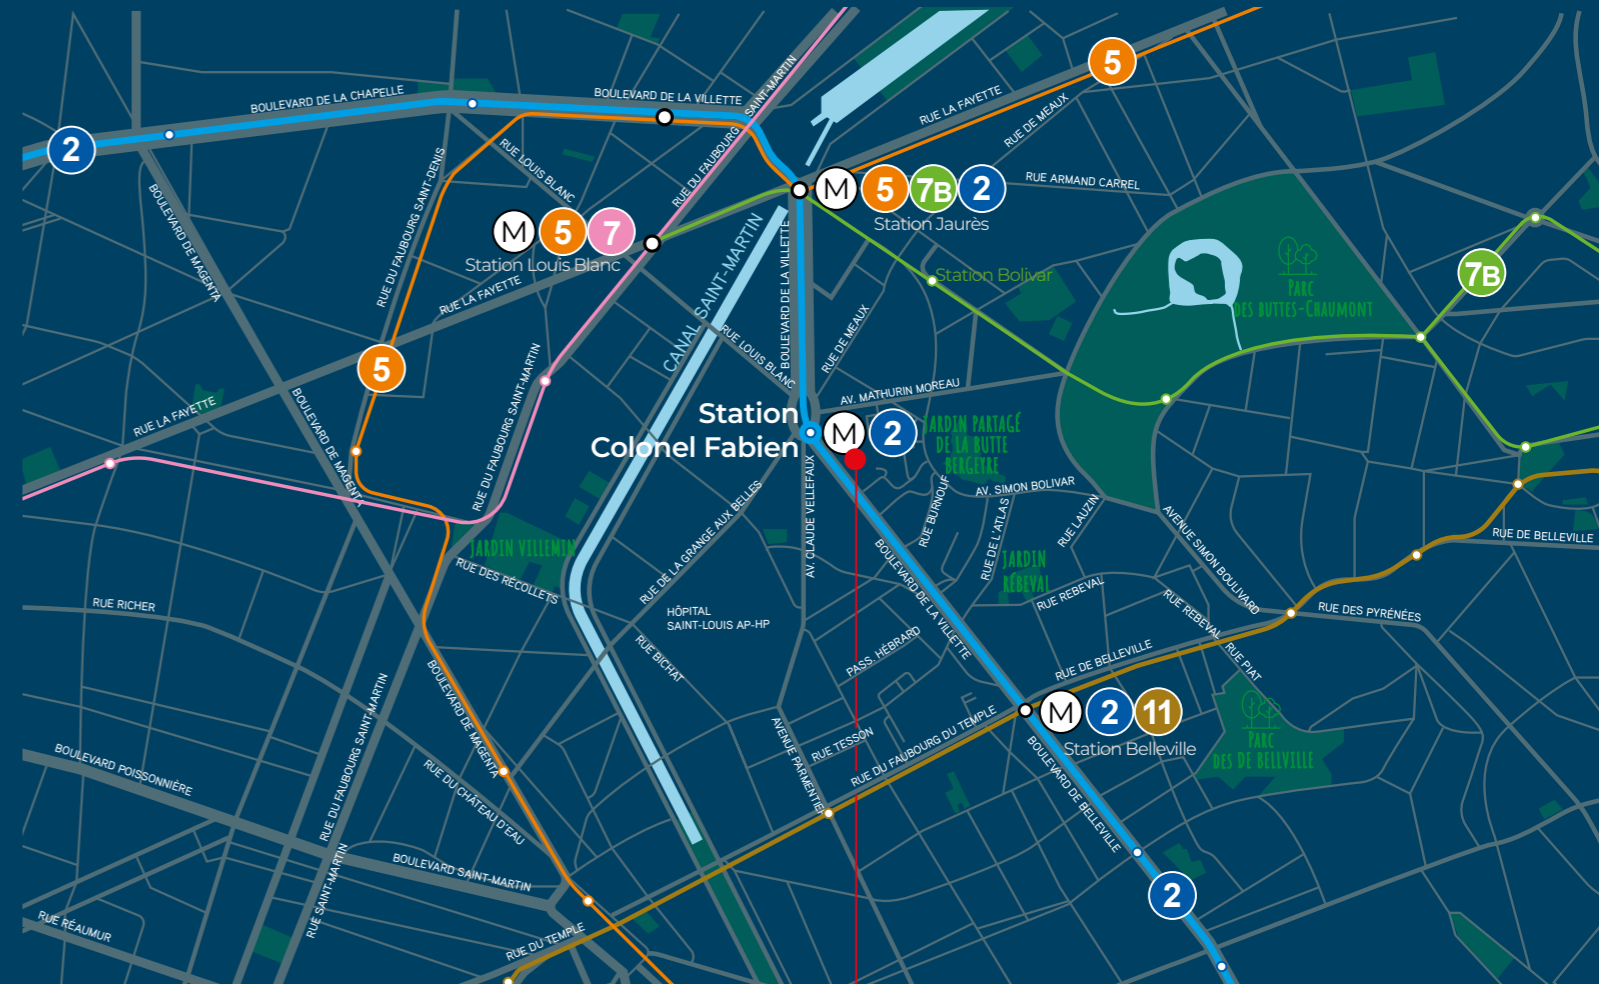 BOULEVARD DE LA CHAPELLE
BOULEVARD DE LA VILLETTE
RUE DU FAUBOURG SAINT-MARTIN
RUE LA FAYETTE
5
RUE DE MEAUX
2
RUE LOUIS BLANC
RUE DU FAUBOURG SAINT-DENIS
BOULEVARD DE MAGENTA
M 5 7B 2
Station Jaurès
RUE ARMAND CARREL
M 5 7
Station Louis Blanc
RUE LA FAYETTE
CANAL SAINT-MARTIN
BOULEVARD DE LA VILLETTE
Station Bolivar
PARC
DES BUTTES-CHAUMONT
7B
5
RUE LOUIS BLANC
RUE DE MEAUX
AV. MATHURIN MOREAU
RUE LA FAYETTE
BOULEVARD DE MAGENTA
RUE DU FAUBOURG SAINT-MARTIN
Station
Colonel Fabien
M 2
JARDIN PARTAGÉ
DE LA BUTTE
BERGEYRE
AV. SIMON BOLIVAR
RUE BURNOUF
RUE DE L'ATLAS
RUE LAUZIN
AVENUE SIMON BOULIVARD
RUE DE BELLEVILLE
JARDIN VILLEMIN
RUE DES RÉCOLLETS
RUE DE LA GRANGE AUX BELLES
AV. CLAUDE VELLEFAUX
BOULEVARD DE LA VILLETTE
JARDIN
RÉBEVAL
RUE REBEVAL
RUE REBEVAL
RUE DES PYRÉNÉES
RUE RICHER
HÔPITAL
SAINT-LOUIS AP-HP
RUE BICHAT
PASS. HÉBRARD
RUE DE BELLEVILLE
RUE PIAT
BOULEVARD DE MAGENTA
RUE DU FAUBOURG SAINT-MARTIN
AVENUE PARMENTIER
RUE TESSON
RUE DU FAUBOURG DU TEMPLE
M 2 11
Station Belleville
PARC
DES DE BELLVILLE
BOULEVARD POISSONNIÈRE
RUE DU CHÂTEAU D'EAU
BOULEVARD DE BELLEVILLE
BOULEVARD SAINT-MARTIN
RUE SAINT-MARTIN
2
RUE RÉAUMUR
RUE DU TEMPLE